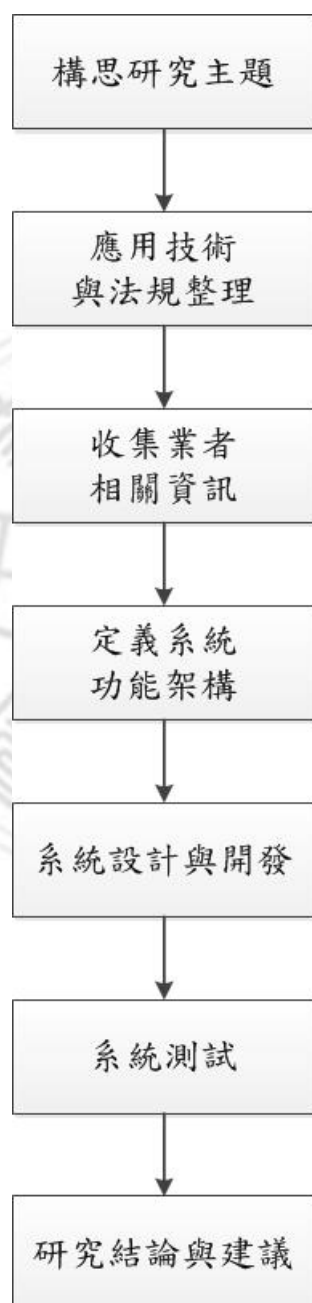 構思研究主題
應用技術
與法規整理
收集業者
相關資訊
定義系統
功能架構
系統設計與開發
系統測試
研究結論與建議